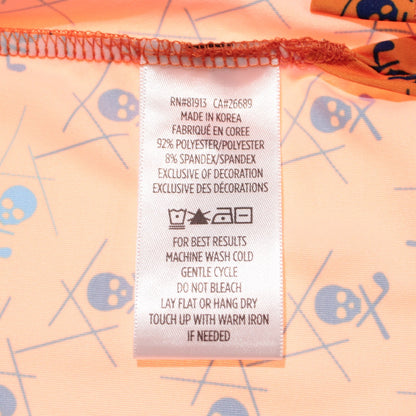 RN#81913 CA#26689
MADE IN KOREA
FABRIQUÉ EN COREE
92% POLYESTER/POLYESTER
8% SPANDEX/SPANDEX
EXCLUSIVE OF DECORATION
EXCLUSIVE DES DÉCORATIONS
FOR BEST RESULTS
MACHINE WASH COLD
GENTLE CYCLE
DO NOT BLEACH
LAY FLAT OR HANG DRY
TOUCH UP WITH WARM IRON
IF NEEDED